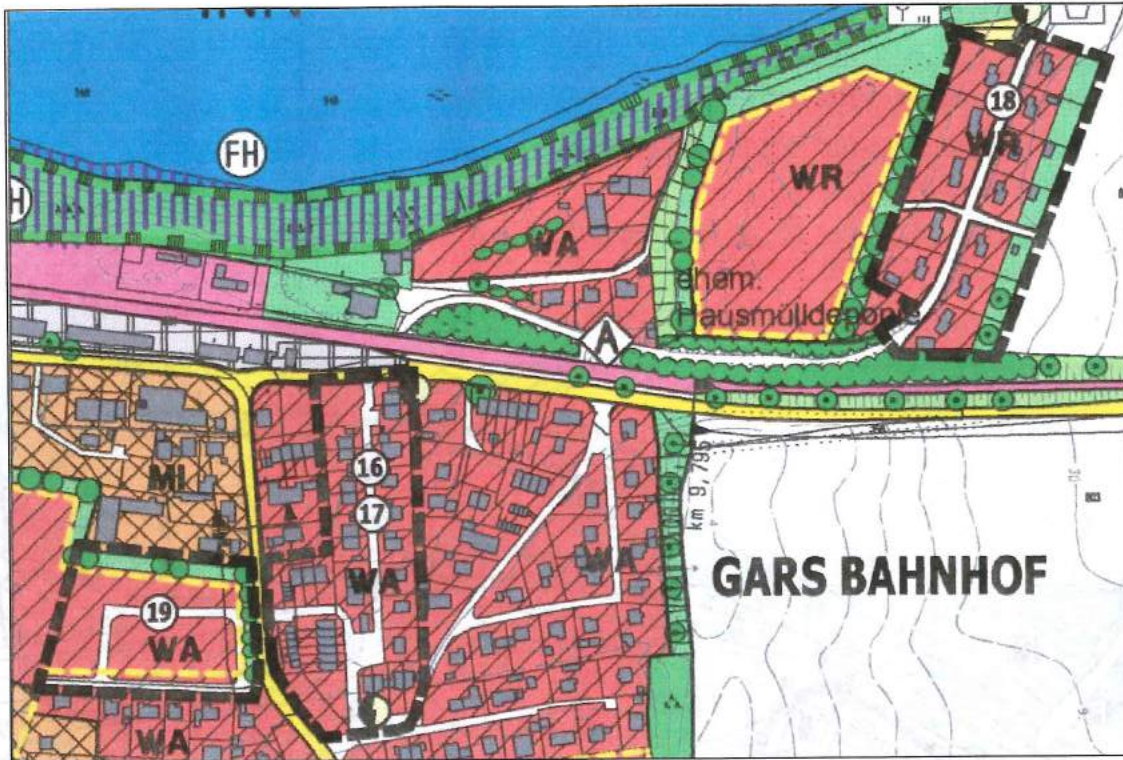 FH
H
18
WR
WR
WA
ehem.
Hausmülldeponie
A
16
MI
17
km 9,795
WA
WA
GARS BAHNHOF
19
WA
WA